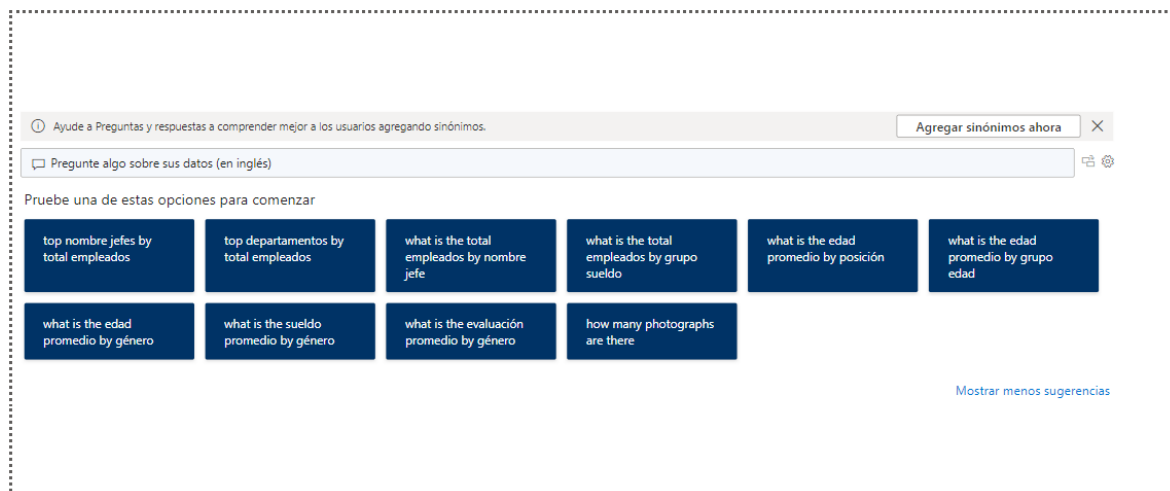 Ayude a Preguntas y respuestas a comprender mejor a los usuarios agregando sinónimos.
Agregar sinónimos ahora
Pregunte algo sobre sus datos (en inglés)
Pruebe una de estas opciones para comenzar
top nombre jefes by
total empleados
top departamentos by
total empleados
what is the total
empleados by nombre
jefe
what is the total
empleados by grupo
sueldo
what is the edad
promedio by posición
what is the edad
promedio by grupo
edad
what is the edad
promedio by género
what is the sueldo
promedio by género
what is the evaluación
promedio by género
how many photographs
are there
Mostrar menos sugerencias